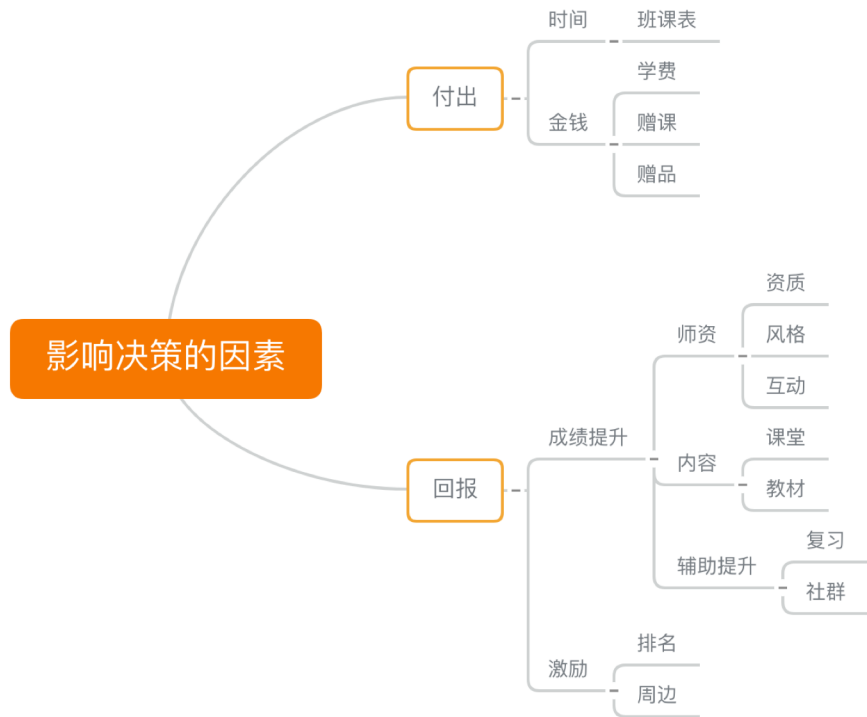 影响决策的因素
付出
时间
班课表
金钱
学费
赠课
赠品
回报
成绩提升
师资
资质
风格
互动
内容
课堂
教材
辅助提升
复习
社群
激励
排名
周边